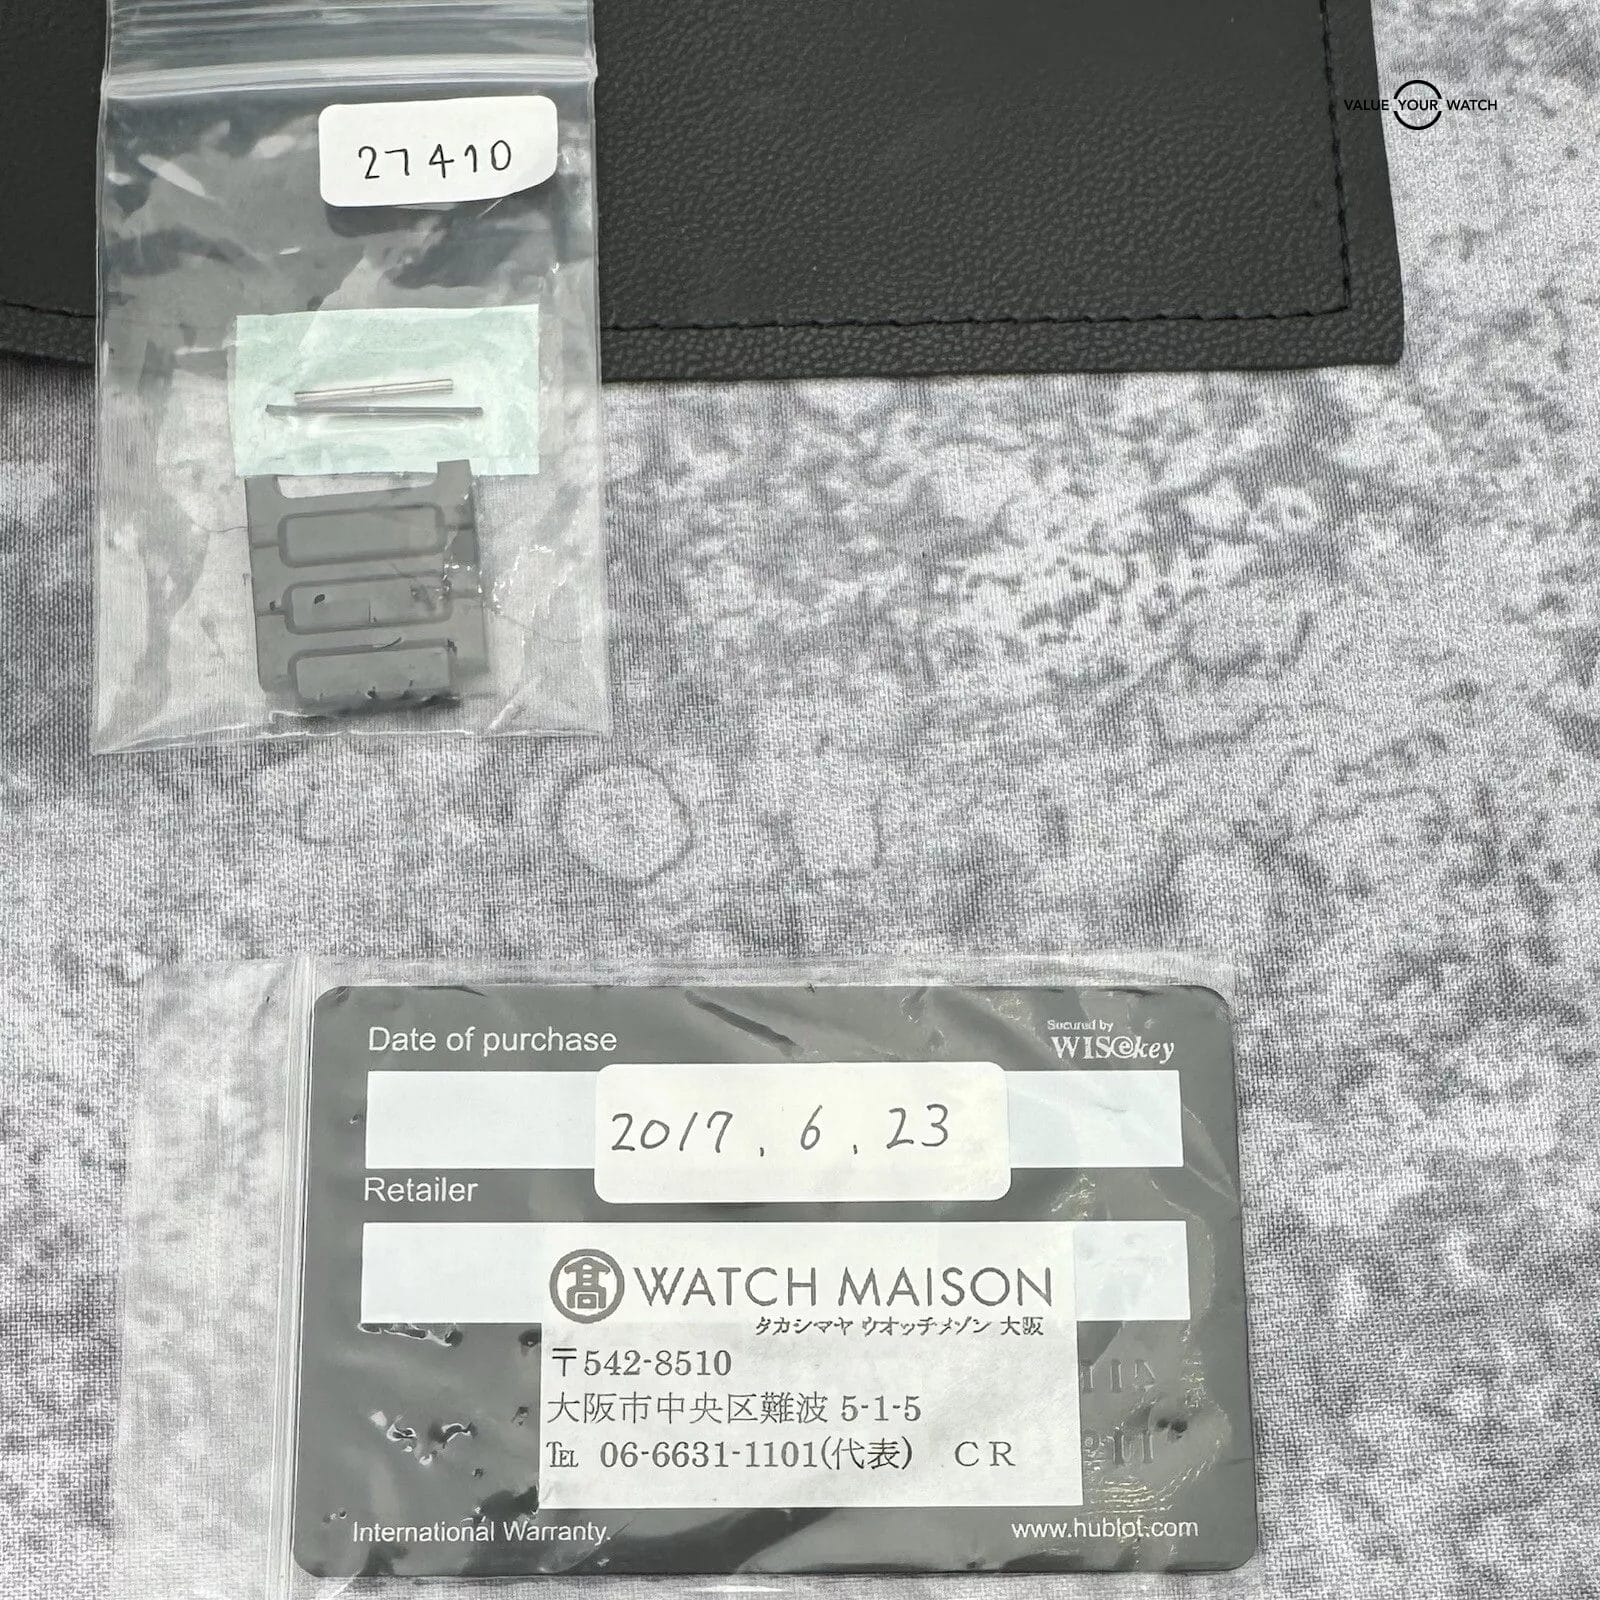 VALUE YOUR WATCH
27410
Date of purchase
Secured by
WISekey
2017.6.23
Retailer
髙 WATCH MAISON
タカシマヤ ウオッチメゾン 大阪
〒542-8510
大阪市中央区難波 5-1-5
℡ 06-6631-1101(代表) CR
International Warranty.
www.hublot.com